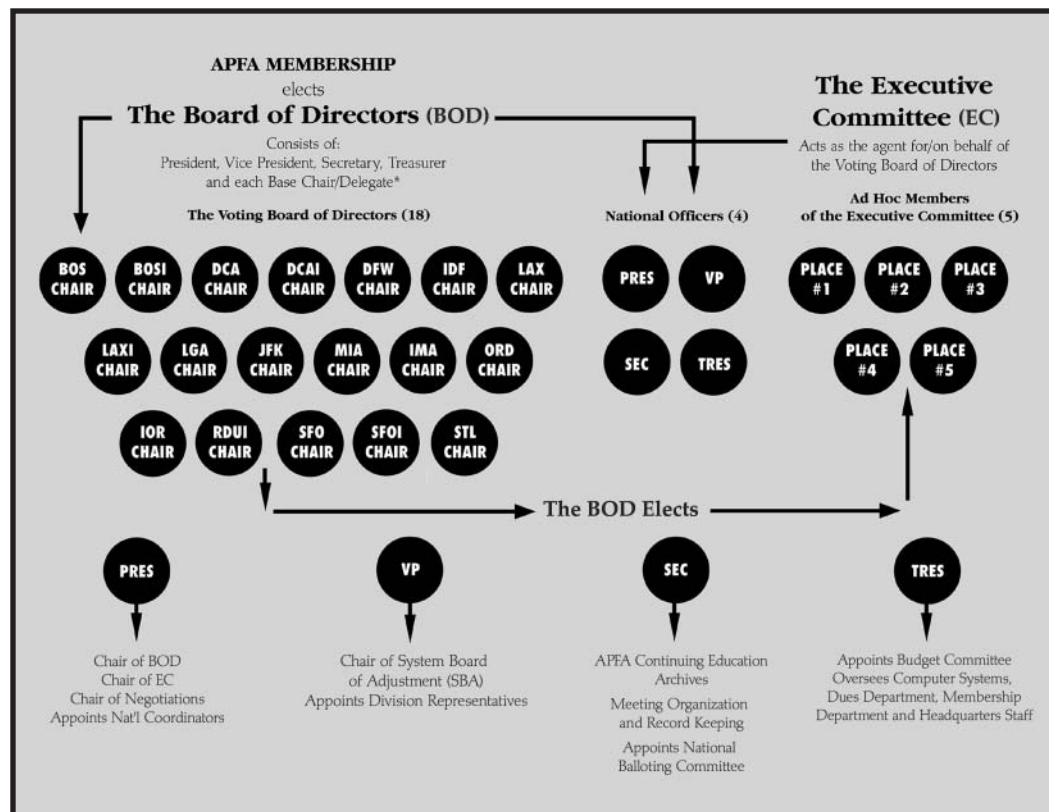 APFA MEMBERSHIP
elects
The Board of Directors (BOD)
Consists of:
President, Vice President, Secretary, Treasurer
and each Base Chair/Delegate*
The Executive
Committee (EC)
Acts as the agent for/on behalf of
the Voting Board of Directors
The Voting Board of Directors (18)
National Officers (4)
Ad Hoc Members
of the Executive Committee (5)
BOS
CHAIR
BOSI
CHAIR
DCA
CHAIR
DCAI
CHAIR
DFW
CHAIR
IDF
CHAIR
LAX
CHAIR
LAXI
CHAIR
LGA
CHAIR
JFK
CHAIR
MIA
CHAIR
IMA
CHAIR
ORD
CHAIR
IOR
CHAIR
RDUI
CHAIR
SFO
CHAIR
SFOI
CHAIR
STL
CHAIR
PRES
VP
SEC
TRES
PLACE
#1
PLACE
#2
PLACE
#3
PLACE
#4
PLACE
#5
The BOD Elects
PRES
Chair of BOD
Chair of EC
Chair of Negotiations
Appoints Nat'l Coordinators
VP
Chair of System Board
of Adjustment (SBA)
Appoints Division Representatives
SEC
APFA Continuing Education
Archives
Meeting Organization
and Record Keeping
Appoints National
Balloting Committee
TRES
Appoints Budget Committee
Oversees Computer Systems,
Dues Department, Membership
Department and Headquarters Staff